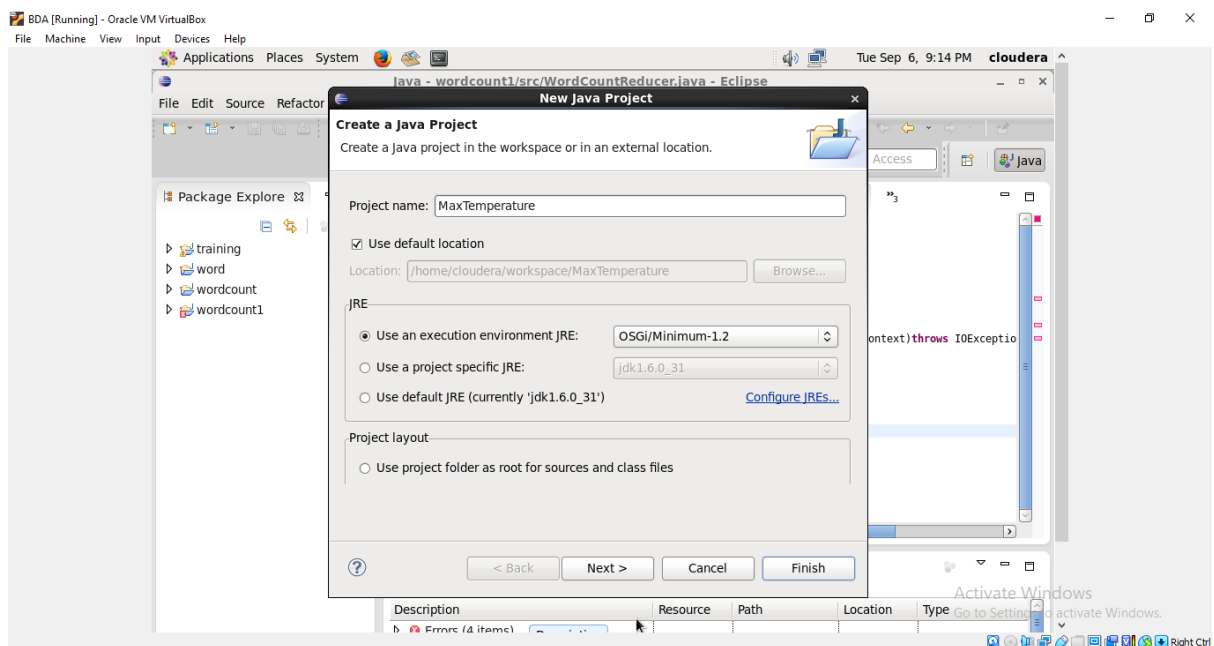 BDA [Running] - Oracle VM VirtualBox
File Machine View Input Devices Help
Applications Places System Tue Sep 6, 9:14 PM cloudera
Java - wordcount1/src/WordCountReducer.java - Eclipse
File Edit Source Refactor
New Java Project
Create a Java Project
Create a Java project in the workspace or in an external location.
Access Java
Package Explore
»3
Project name: MaxTemperature
Use default location
Location: /home/cloudera/workspace/MaxTemperature Browse...
training
word
wordcount
wordcount1
JRE
Use an execution environment JRE: OSGi/Minimum-1.2
ontext)throws IOExceptio
Use a project specific JRE: jdk1.6.0_31
Use default JRE (currently 'jdk1.6.0_31') Configure JREs...
Project layout
Use project folder as root for sources and class files
? < Back Next > Cancel Finish
Activate Windows
Go to Settings to activate Windows.
Description Resource Path Location Type
Errors (4 items)
Right Ctrl